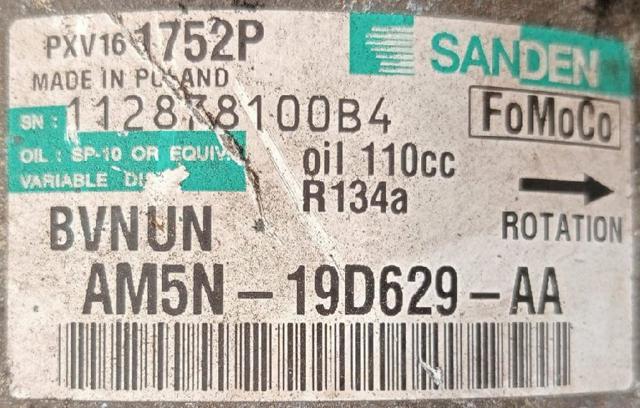 PXV16 1752P
SANDEN
MADE IN POLAND
FoMoCo
SN: 112878100B4
OIL : SP-10 OR EQUIV.
oil 110cc
VARIABLE
R134a
ROTATION
BVNUN
AM5N-19D629-AA